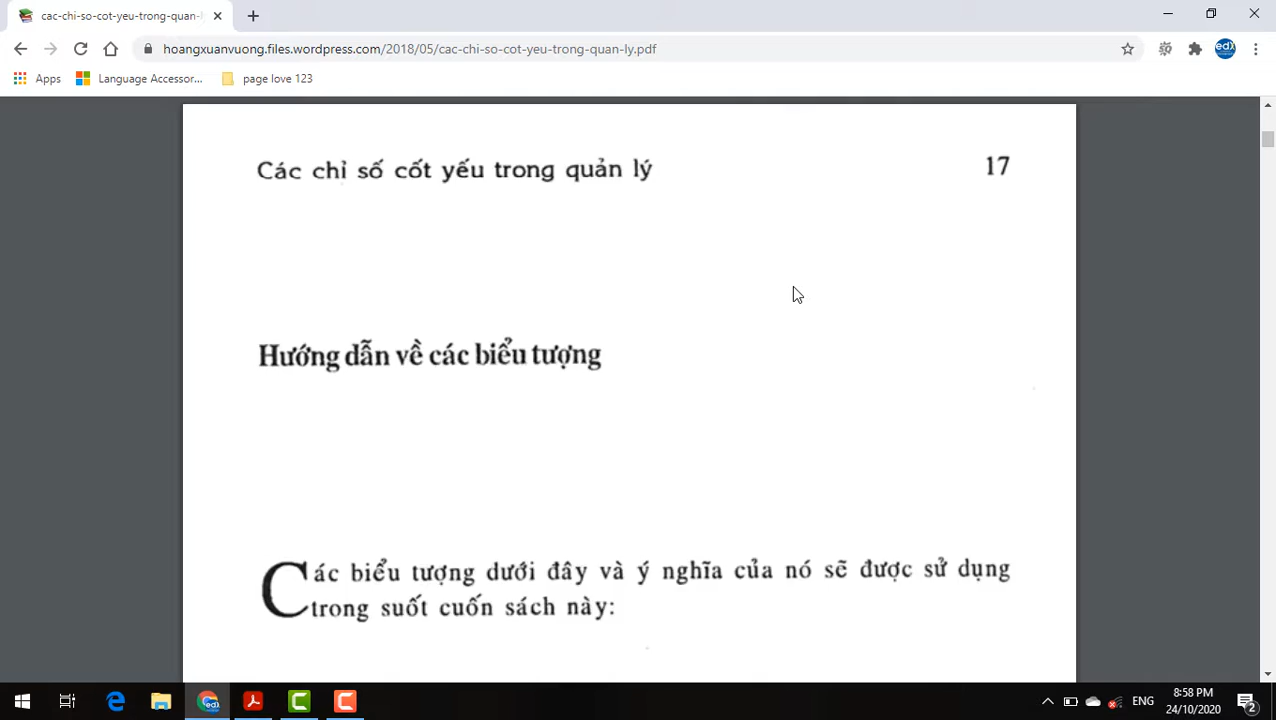 cac-chi-so-cot-yeu-trong-quan-l
hoangxuanvuong.files.wordpress.com/2018/05/cac-chi-so-cot-yeu-trong-quan-ly.pdf
edX
Apps
Language Accessor...
page love 123
Các chỉ số cốt yếu trong quản lý 17
Hướng dẫn về các biểu tượng
Các biểu tượng dưới đây và ý nghĩa của nó sẽ được sử dụng
trong suốt cuốn sách này:
ENG
8:58 PM
24/10/2020
2